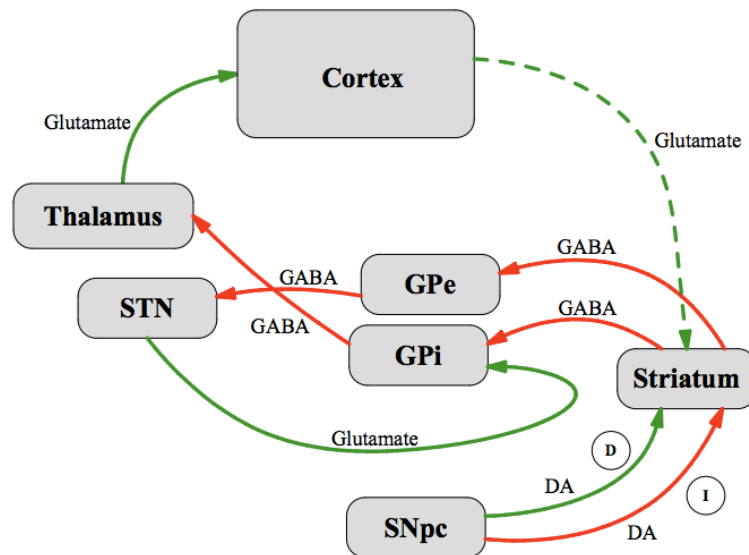 Cortex
Glutamate
Glutamate
Thalamus
GABA
GPe
GABA
STN
GABA
GABA
GPi
Striatum
Glutamate
D
DA
I
SNpc
DA